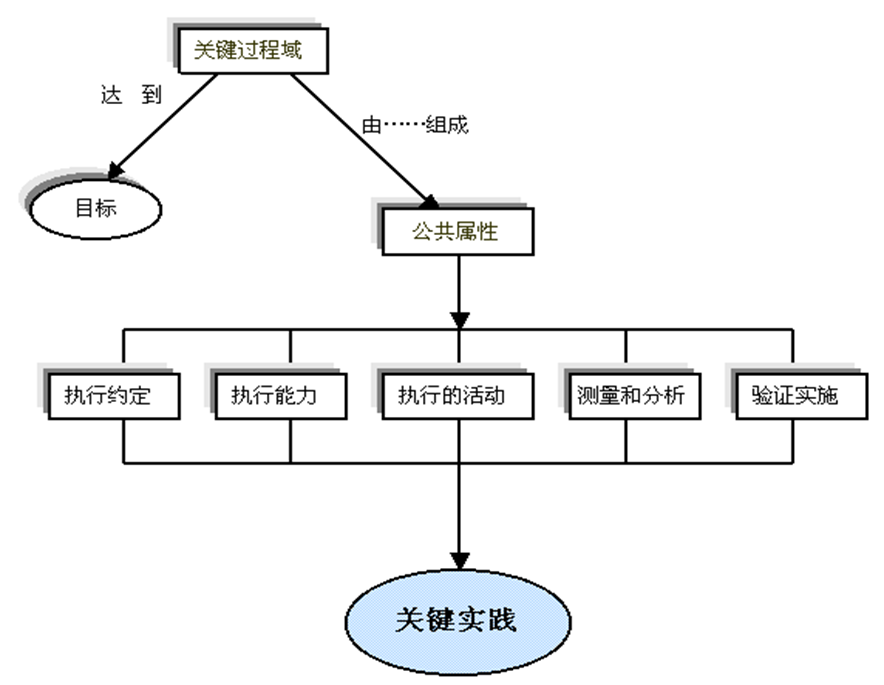 关键过程域
达 到
由……组成
目标
公共属性
执行约定
执行能力
执行的活动
测量和分析
验证实施
关键实践